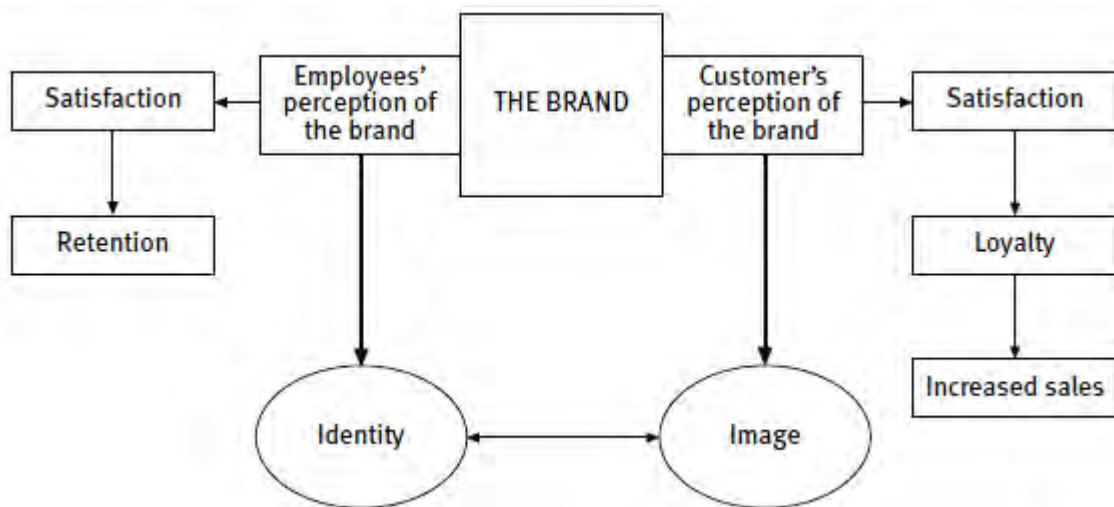 Satisfaction
Employees’
perception of
the brand
THE BRAND
Customer’s
perception of
the brand
Satisfaction
Retention
Loyalty
Increased sales
Identity
Image